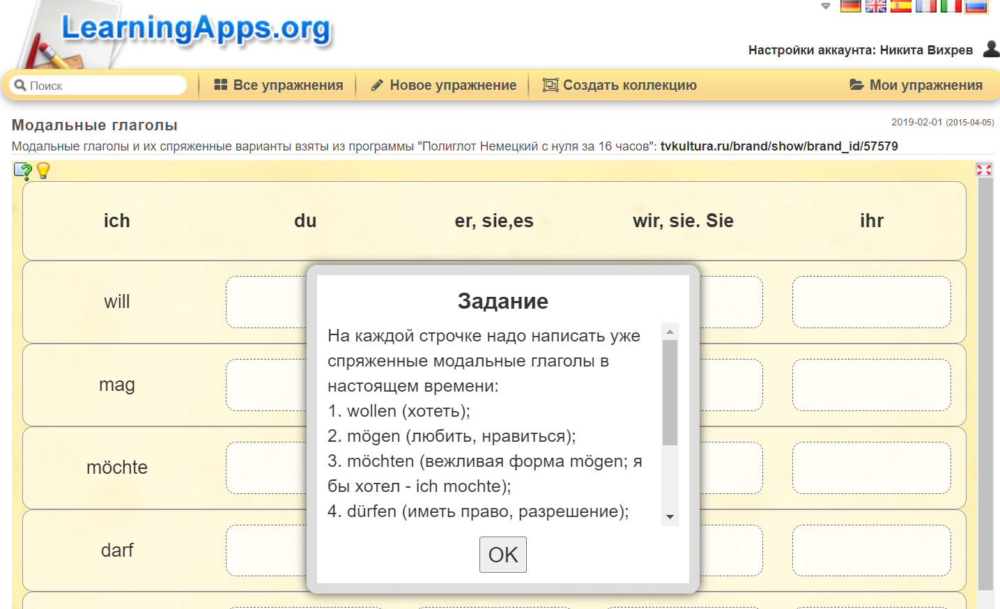 LearningApps.org
Настройки аккаунта: Никита Вихрев
Поиск
Все упражнения
Новое упражнение
Создать коллекцию
Мои упражнения
Модальные глаголы
2019-02-01 (2015-04-05)
Модальные глаголы и их спряженные варианты взяты из программы "Полиглот Немецкий с нуля за 16 часов": tvkultura.ru/brand/show/brand_id/57579
ich du er, sie,es wir, sie. Sie ihr
will
mag
möchte
darf
Задание
На каждой строчке надо написать уже
спряженные модальные глаголы в
настоящем времени:
1. wollen (хотеть);
2. mögen (любить, нравиться);
3. möchten (вежливая форма mögen; я
бы хотел - ich mochte);
4. dürfen (иметь право, разрешение);
OK